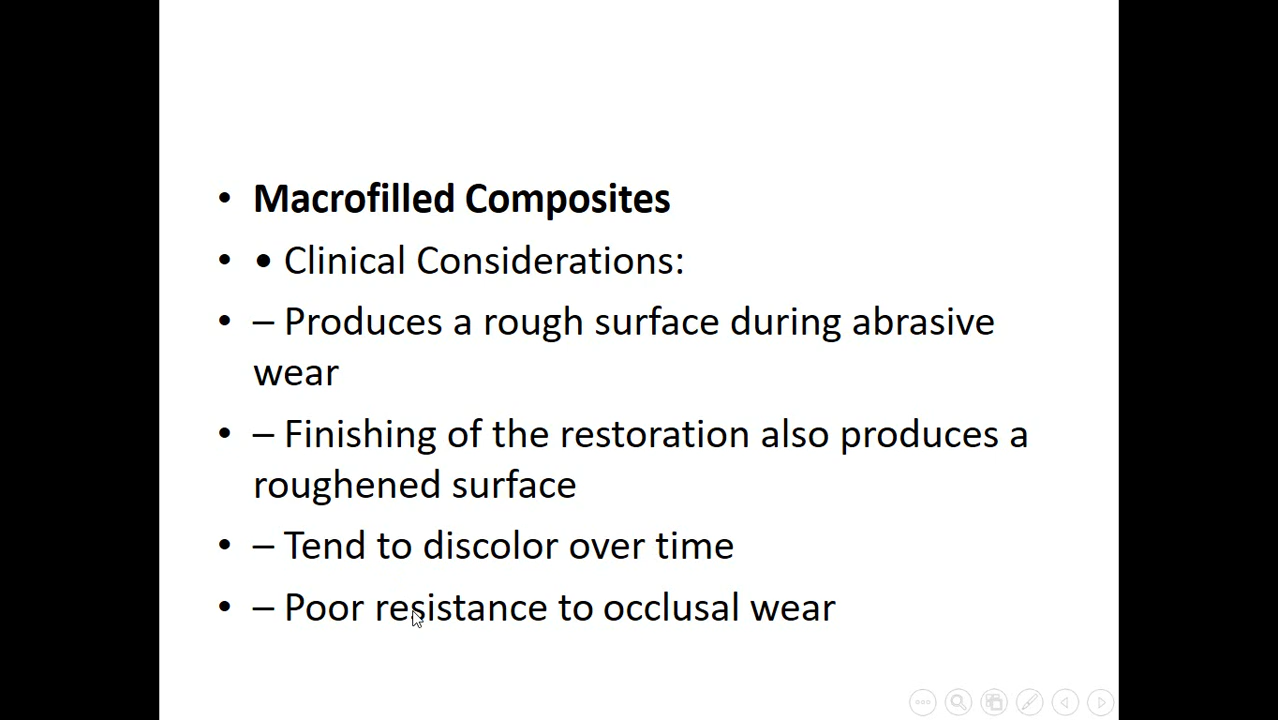 • Macrofilled Composites
• • Clinical Considerations:
• – Produces a rough surface during abrasive
wear
• – Finishing of the restoration also produces a
roughened surface
• – Tend to discolor over time
• – Poor resistance to occlusal wear